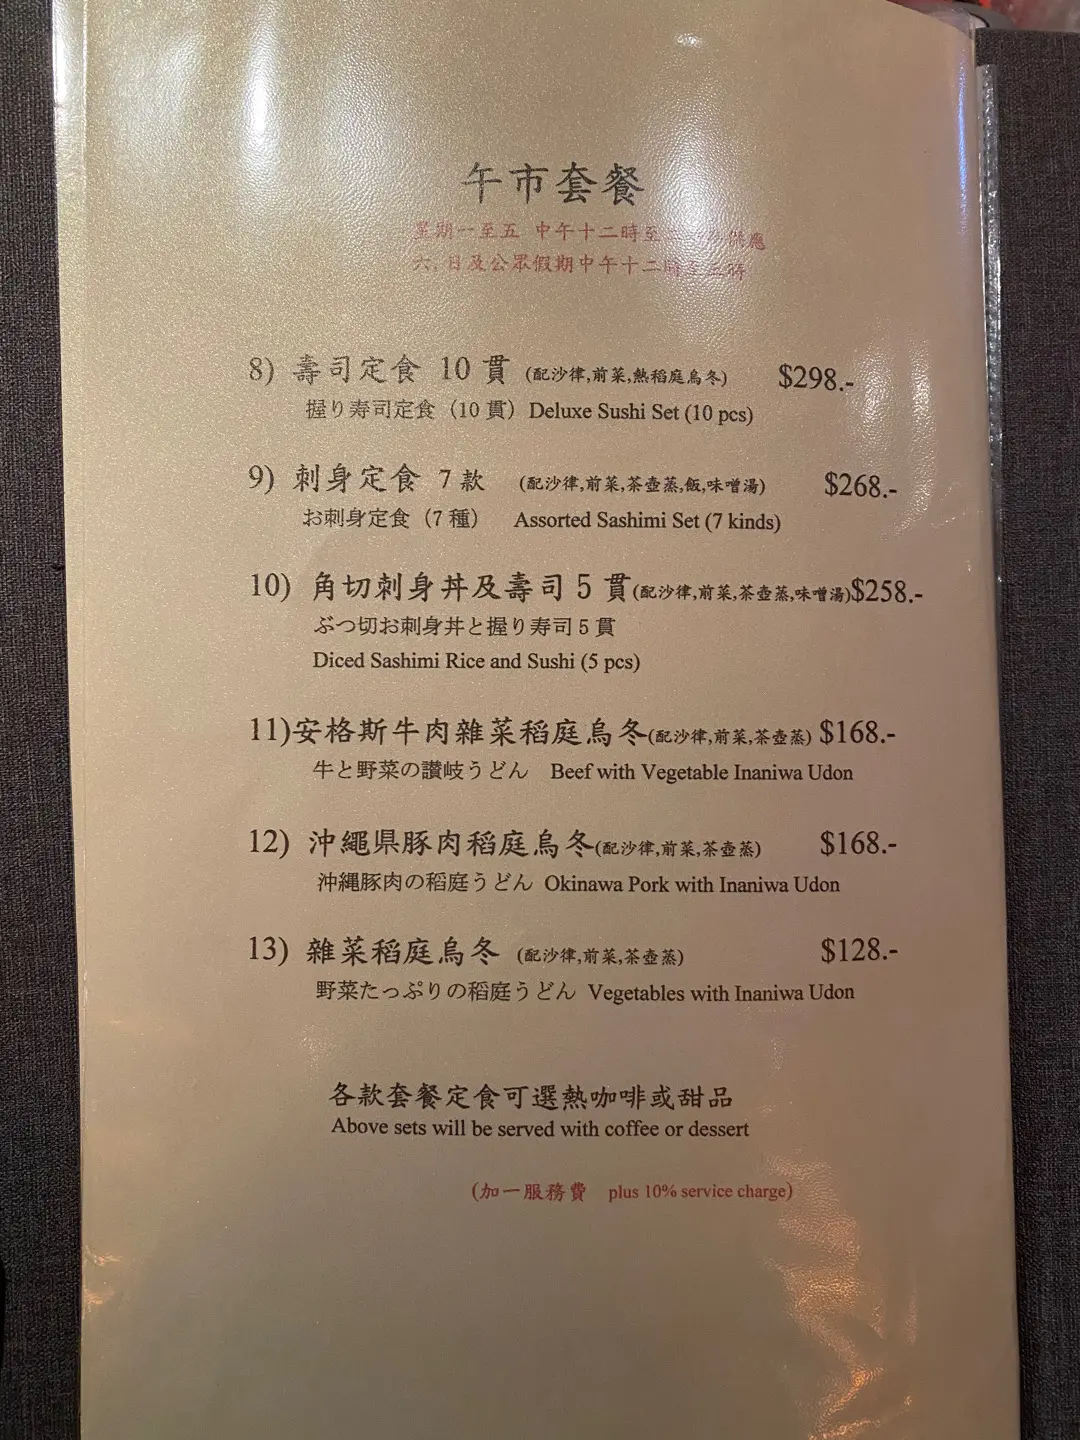 午市套餐
星期一至五 中午十二時至 供應
六,日及公眾假期中午十二時至三時
8) 壽司定食 10 貫 (配沙律,前菜,熱稻庭烏冬) $298.-
握り寿司定食（10 貫）Deluxe Sushi Set (10 pcs)
9) 刺身定食 7 款 (配沙律,前菜,茶壺蒸,飯,味噌湯) $268.-
お刺身定食（7 種） Assorted Sashimi Set (7 kinds)
10) 角切刺身丼及壽司 5 貫(配沙律,前菜,茶壺蒸,味噌湯)$258.-
ぶつ切お刺身丼と握り寿司 5 貫
Diced Sashimi Rice and Sushi (5 pcs)
11)安格斯牛肉雜菜稻庭烏冬(配沙律,前菜,茶壺蒸) $168.-
牛と野菜の讃岐うどん Beef with Vegetable Inaniwa Udon
12) 沖繩県豚肉稻庭烏冬(配沙律,前菜,茶壺蒸) $168.-
沖縄豚肉の稲庭うどん Okinawa Pork with Inaniwa Udon
13) 雜菜稻庭烏冬 (配沙律,前菜,茶壺蒸) $128.-
野菜たっぷりの稲庭うどん Vegetables with Inaniwa Udon
各款套餐定食可選熱咖啡或甜品
Above sets will be served with coffee or dessert
(加一服務費 plus 10% service charge)